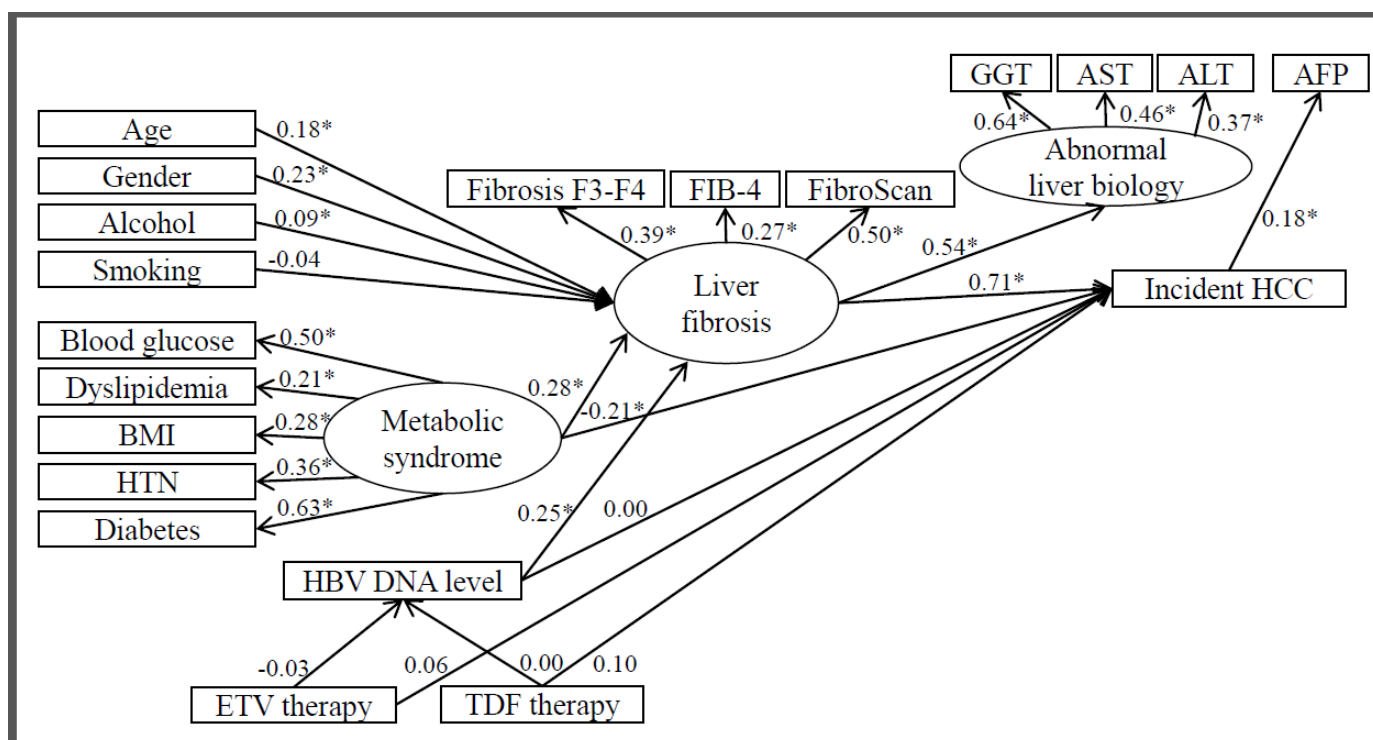 GGT
AST
ALT
AFP
0.64*
0.46*
0.37*
Abnormal
liver biology
0.18*
Age
0.18*
Gender
0.23*
Alcohol
0.09*
Smoking
-0.04
Fibrosis F3-F4
FIB-4
FibroScan
0.39*
0.27*
0.50*
Liver
fibrosis
0.54*
0.71*
Incident HCC
Blood glucose
0.50*
Dyslipidemia
0.21*
BMI
0.28*
HTN
0.36*
Diabetes
0.63*
Metabolic
syndrome
0.28*
-0.21*
0.25*
0.00
HBV DNA level
-0.03
0.06
0.00
0.10
ETV therapy
TDF therapy